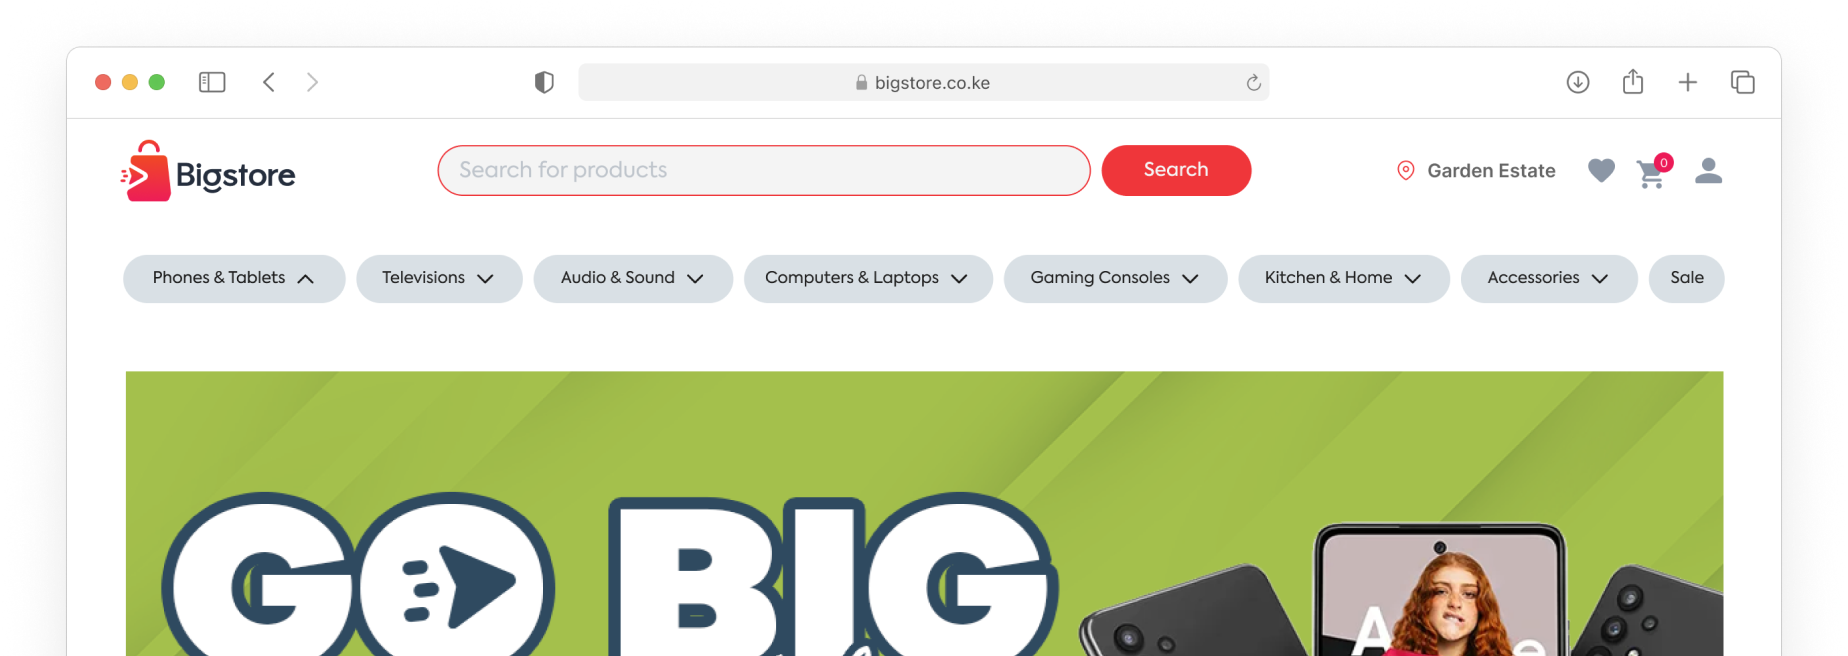 bigstore.co.ke
Bigstore
Search for products
Search
Garden Estate
0
Phones & Tablets
Televisions
Audio & Sound
Computers & Laptops
Gaming Consoles
Kitchen & Home
Accessories
Sale
GO BIG